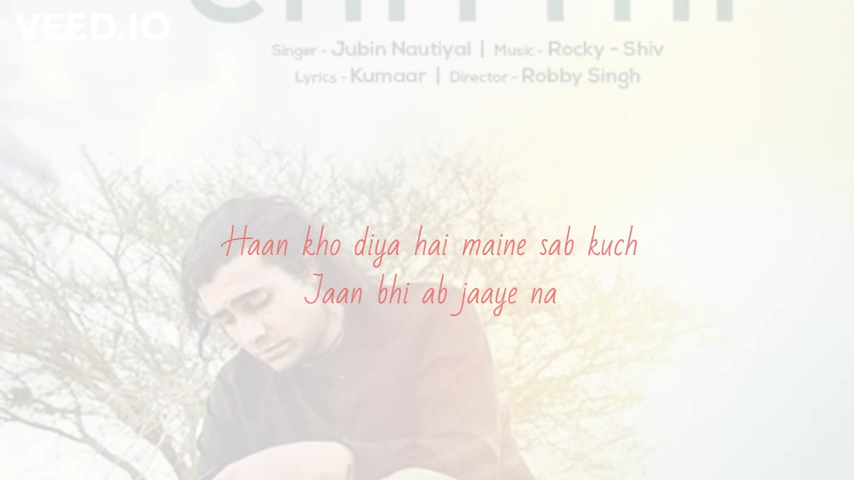 VEED.IO
Singer - Jubin Nautiyal | Music - Rocky - Shiv
Lyrics - Kumaar | Director - Robby Singh
Haan kho diya hai maine sab kuch
Jaan bhi ab jaaye na